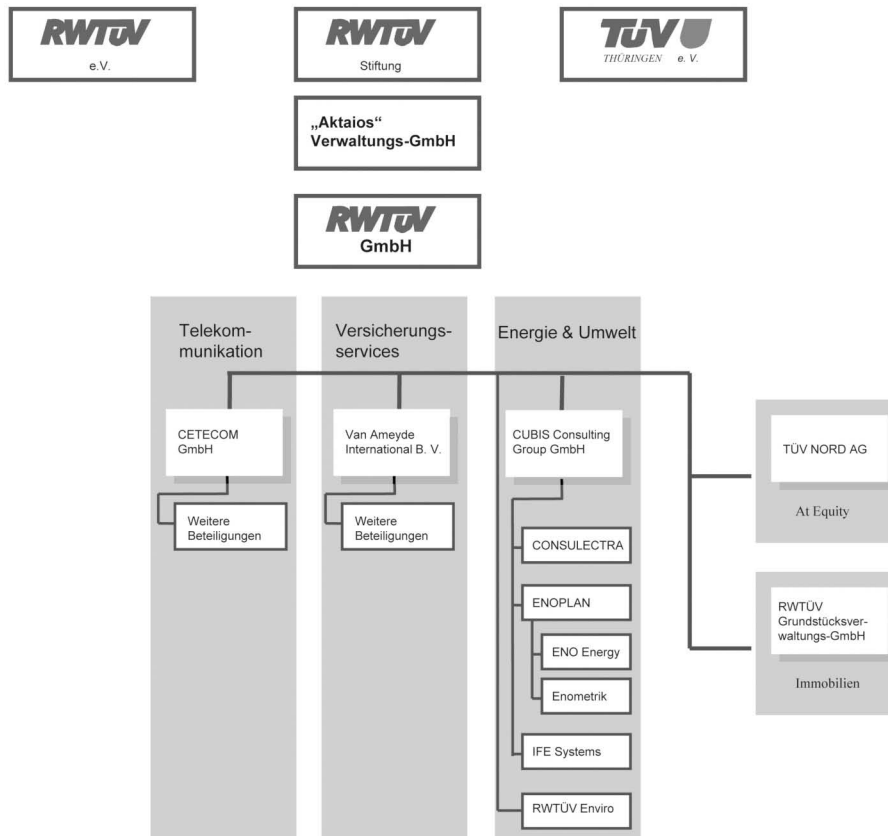 RWTÜV
e.V.
RWTÜV
Stiftung
TÜV
THÜRINGEN e. V.
„Aktaios“
Verwaltungs-GmbH
RWTÜV
GmbH
Telekom-
munikation
Versicherungs-
services
Energie & Umwelt
CETECOM
GmbH
Van Ameyde
International B. V.
CUBIS Consulting
Group GmbH
TÜV NORD AG
At Equity
Weitere
Beteiligungen
Weitere
Beteiligungen
CONSULECTRA
ENOPLAN
ENO Energy
Enometrik
IFE Systems
RWTÜV Enviro
RWTÜV
Grundstücksver-
waltungs-GmbH
Immobilien